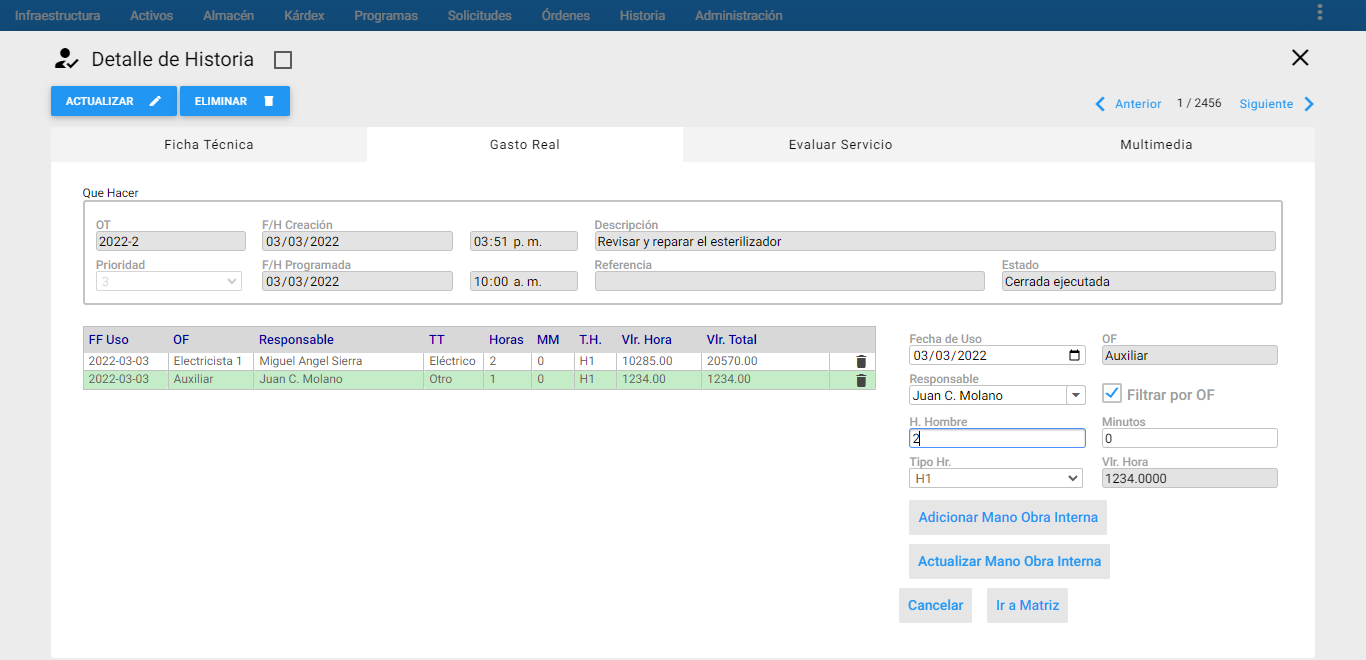 Infraestructura Activos Almacén Kárdex Programas Solicitudes Órdenes Historia Administración
Detalle de Historia
ACTUALIZAR ELIMINAR
Anterior 1 / 2456 Siguiente
Ficha Técnica Gasto Real Evaluar Servicio Multimedia
Que Hacer
OT F/H Creación Descripción
2022-2 03/03/2022 03:51 p. m. Revisar y reparar el esterilizador
Prioridad F/H Programada Referencia Estado
3 03/03/2022 10:00 a. m. Cerrada ejecutada
FF Uso OF Responsable TT Horas MM T.H. Vlr. Hora Vlr. Total
2022-03-03 Electricista 1 Miguel Angel Sierra Eléctrico 2 0 H1 10285.00 20570.00
2022-03-03 Auxiliar Juan C. Molano Otro 1 0 H1 1234.00 1234.00
Fecha de Uso OF
03/03/2022 Auxiliar
Responsable
Juan C. Molano Filtrar por OF
H. Hombre Minutos
2 0
Tipo Hr. Vlr. Hora
H1 1234.0000
Adicionar Mano Obra Interna
Actualizar Mano Obra Interna
Cancelar Ir a Matriz